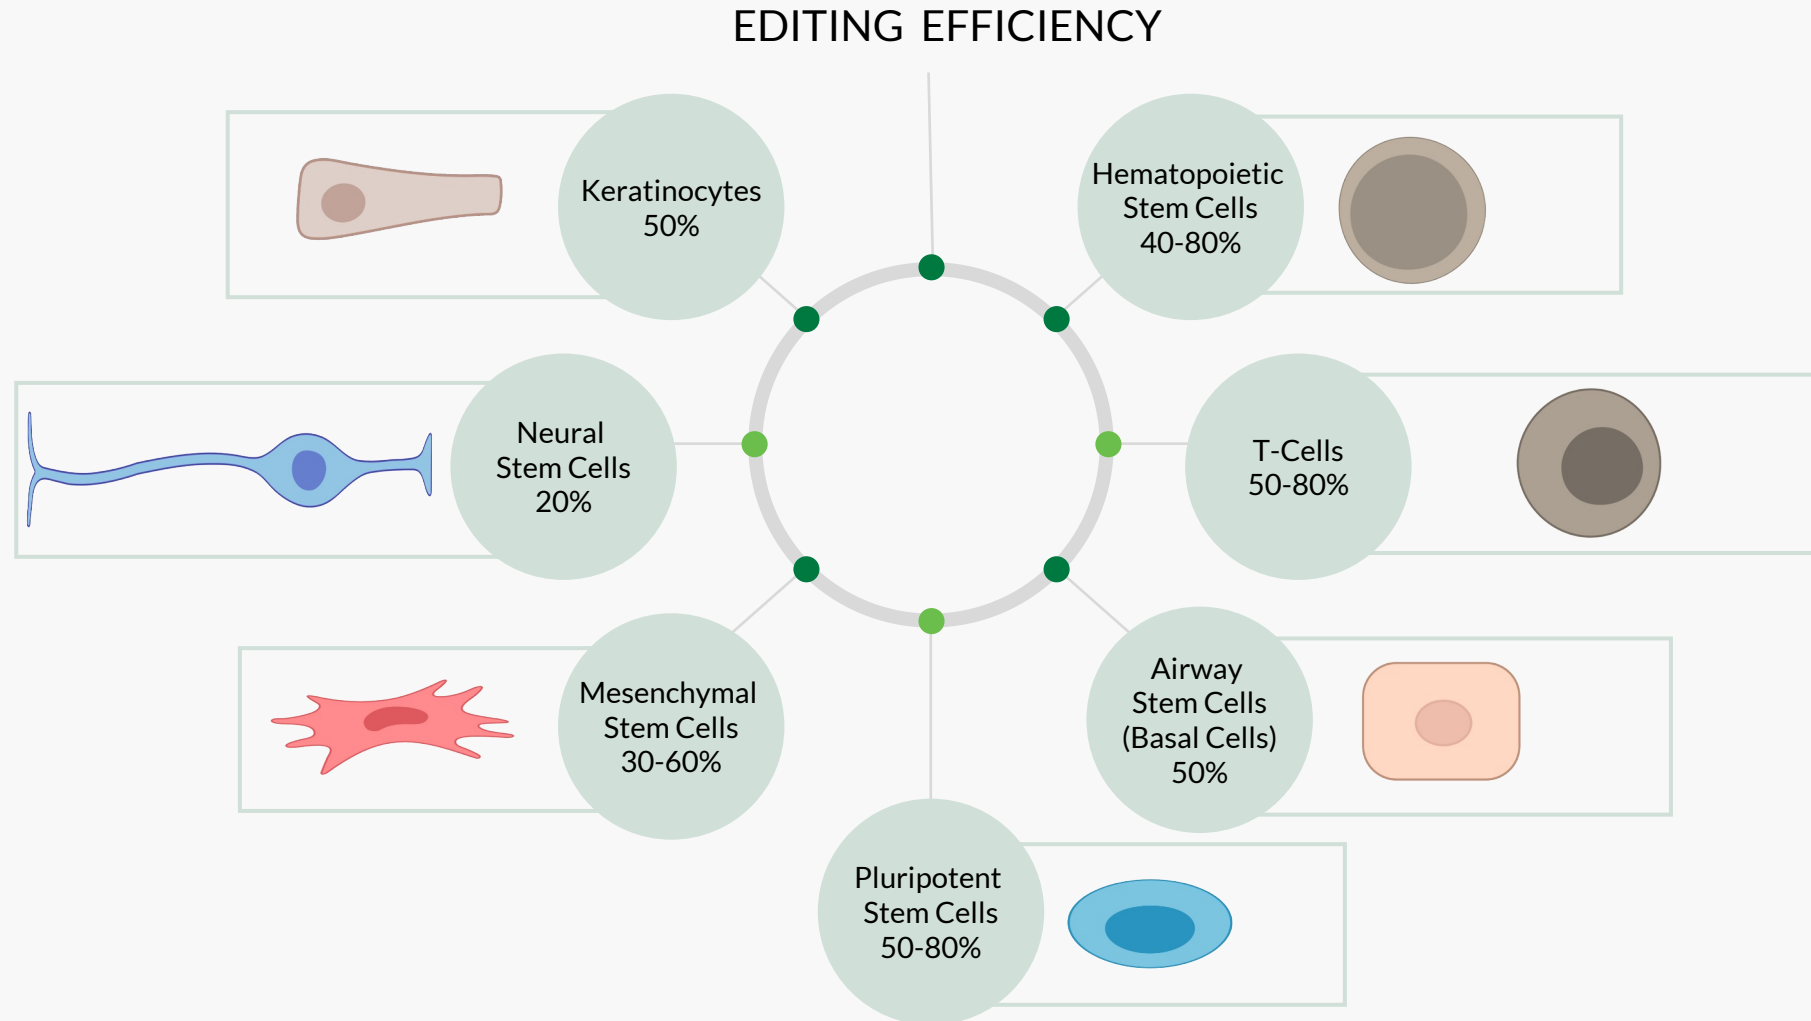 EDITING EFFICIENCY
Keratinocytes
50%
Hematopoietic
Stem Cells
40-80%
Neural
Stem Cells
20%
T-Cells
50-80%
Mesenchymal
Stem Cells
30-60%
Airway
Stem Cells
(Basal Cells)
50%
Pluripotent
Stem Cells
50-80%